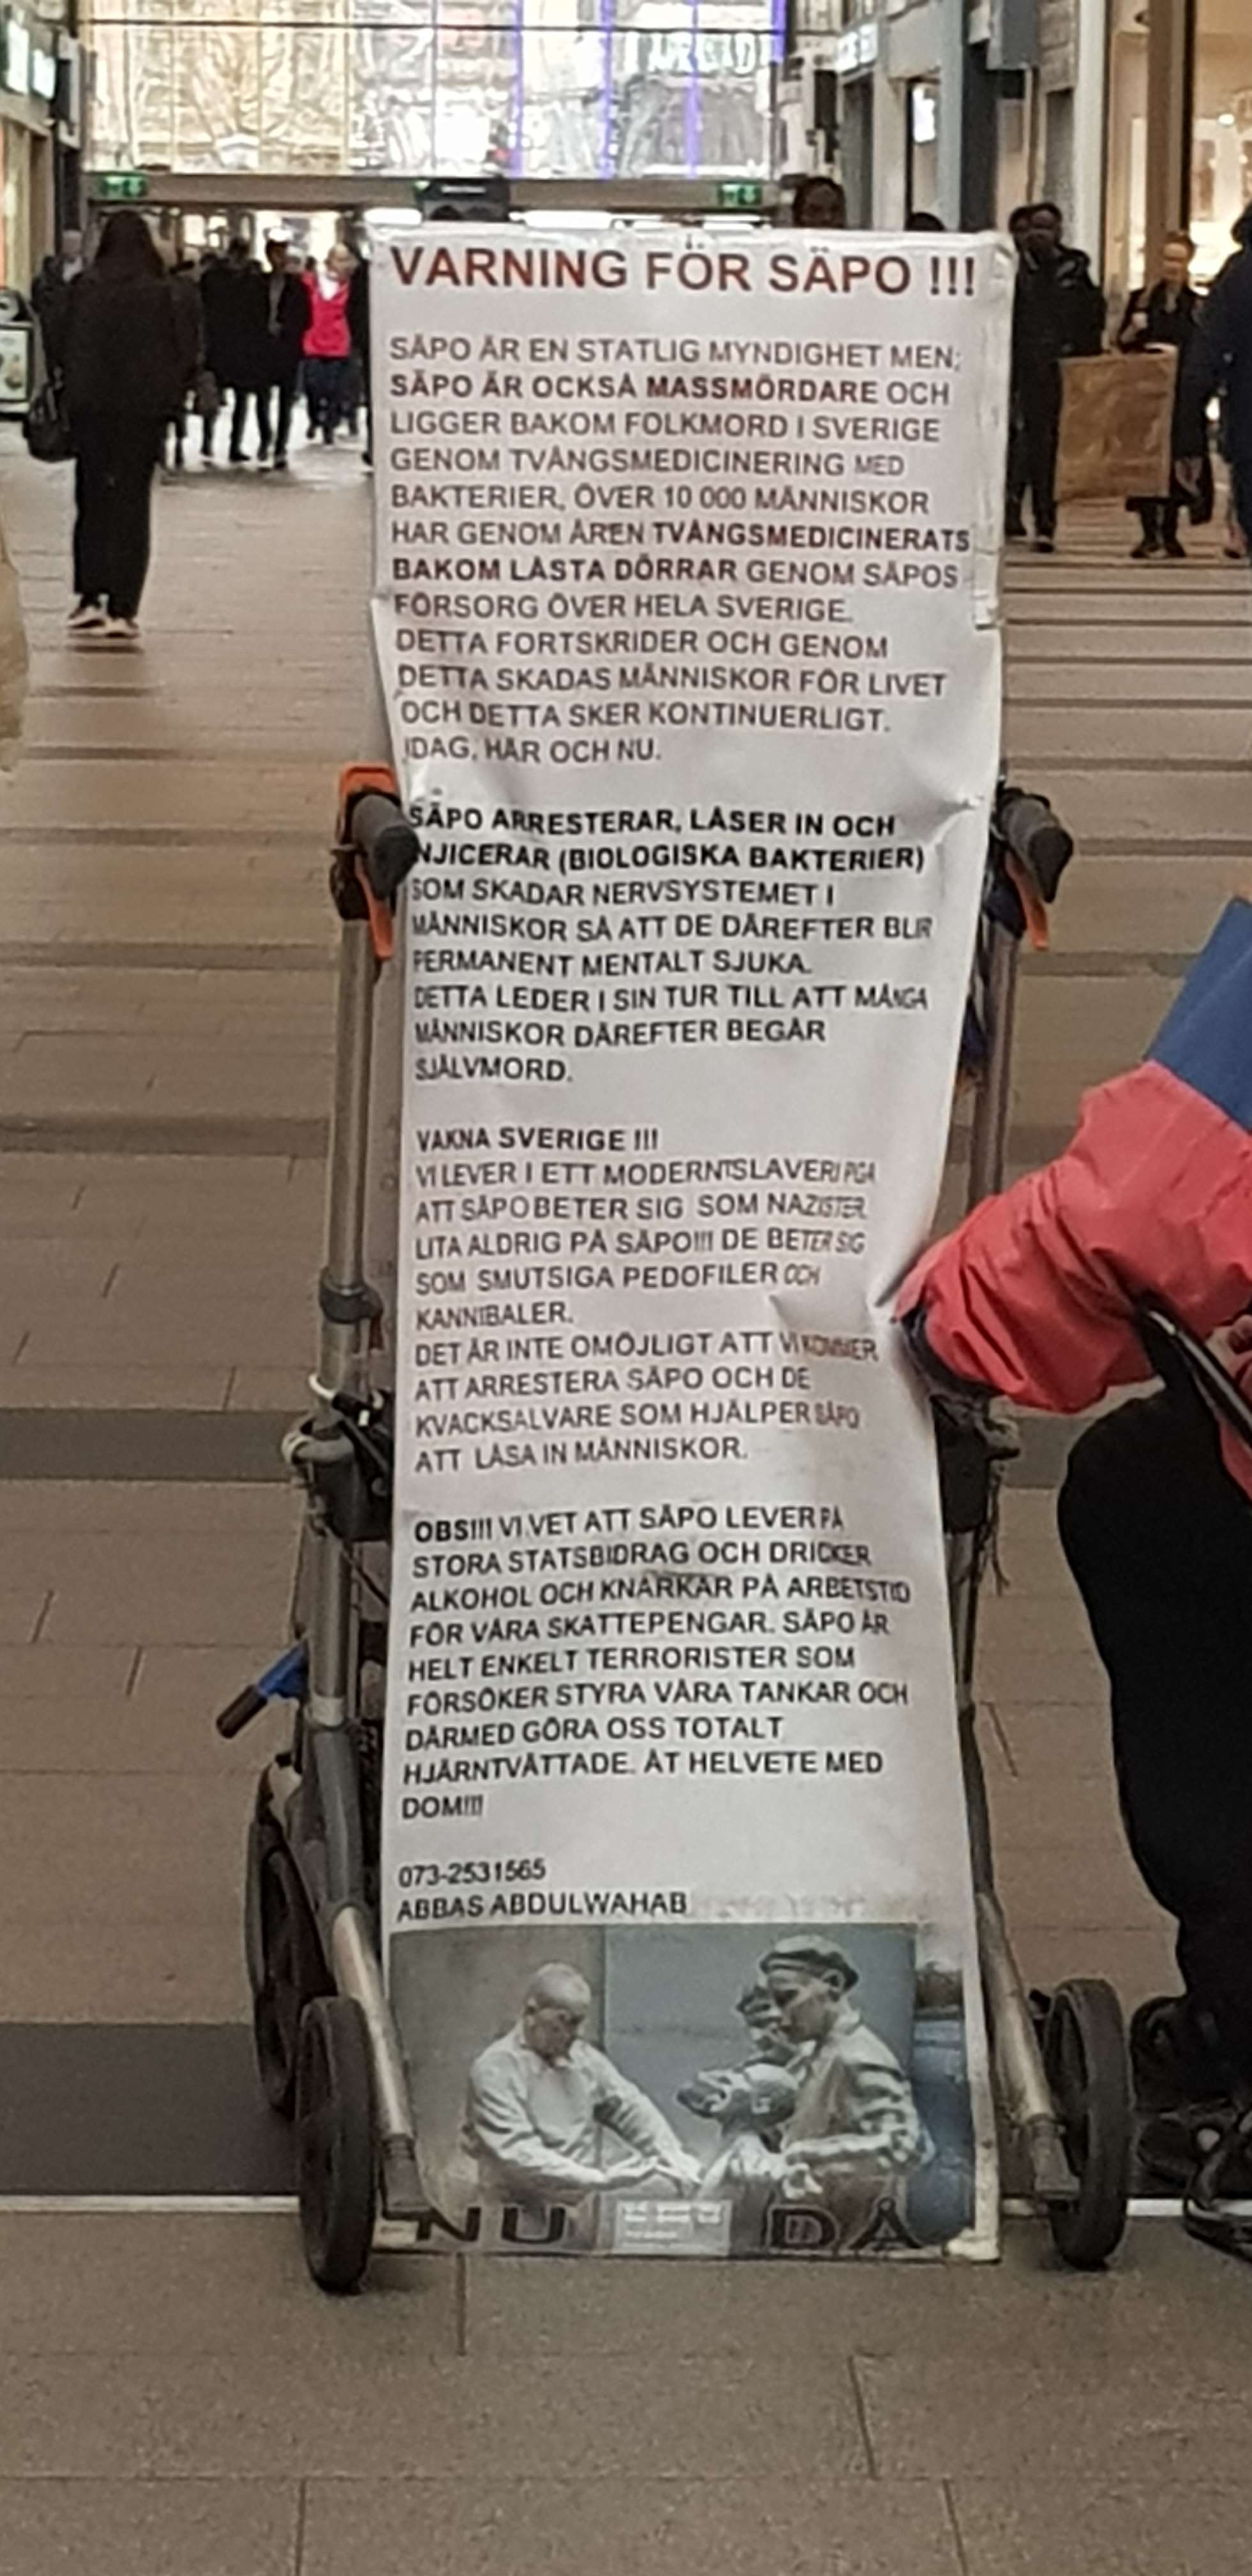 VARNING FÖR SÄPO !!!
SÄPO ÄR EN STATLIG MYNDIGHET MEN;
SÄPO ÄR OCKSÅ MASSMÖRDARE OCH
LIGGER BAKOM FOLKMORD I SVERIGE
GENOM TVÅNGSMEDICINERING MED
BAKTERIER, ÖVER 10 000 MÄNNISKOR
HAR GENOM ÅREN TVÅNGSMEDICINERATS
BAKOM LÅSTA DÖRRAR GENOM SÄPOS
FÖRSORG ÖVER HELA SVERIGE.
DETTA FORTSKRIDER OCH GENOM
DETTA SKADAS MÄNNISKOR FÖR LIVET
OCH DETTA SKER KONTINUERLIGT.
IDAG, HÄR OCH NU.
SÄPO ARRESTERAR, LÅSER IN OCH
NJICERAR (BIOLOGISKA BAKTERIER)
SOM SKADAR NERVSYSTEMET I
MÄNNISKOR SÅ ATT DE DÄREFTER BLIR
PERMANENT MENTALT SJUKA.
DETTA LEDER I SIN TUR TILL ATT MÅNGA
MÄNNISKOR DÄREFTER BEGÅR
SJÄLVMORD.
VAKNA SVERIGE !!!
VI LEVER I ETT MODERNTSLAVERI PGA
ATT SÄPO BETER SIG SOM NAZISTER.
LITA ALDRIG PÅ SÄPO!!! DE BETER SIG
SOM SMUTSIGA PEDOFILER OCH
KANNIBALER.
DET ÄR INTE OMÖJLIGT ATT VI KOMMER
ATT ARRESTERA SÄPO OCH DE
KVACKSALVARE SOM HJÄLPER SÄPO
ATT LÅSA IN MÄNNISKOR.
OBS!!! VI VET ATT SÄPO LEVER PÅ
STORA STATSBIDRAG OCH DRICKER
ALKOHOL OCH KNARKAR PÅ ARBETSTID
FÖR VÅRA SKATTEPENGAR. SÄPO ÄR
HELT ENKELT TERRORISTER SOM
FÖRSÖKER STYRA VÅRA TANKAR OCH
DÄRMED GÖRA OSS TOTALT
HJÄRNTVÄTTADE. ÅT HELVETE MED
DOM!!!
073-2531565
ABBAS ABDULWAHAB
NU DÅ